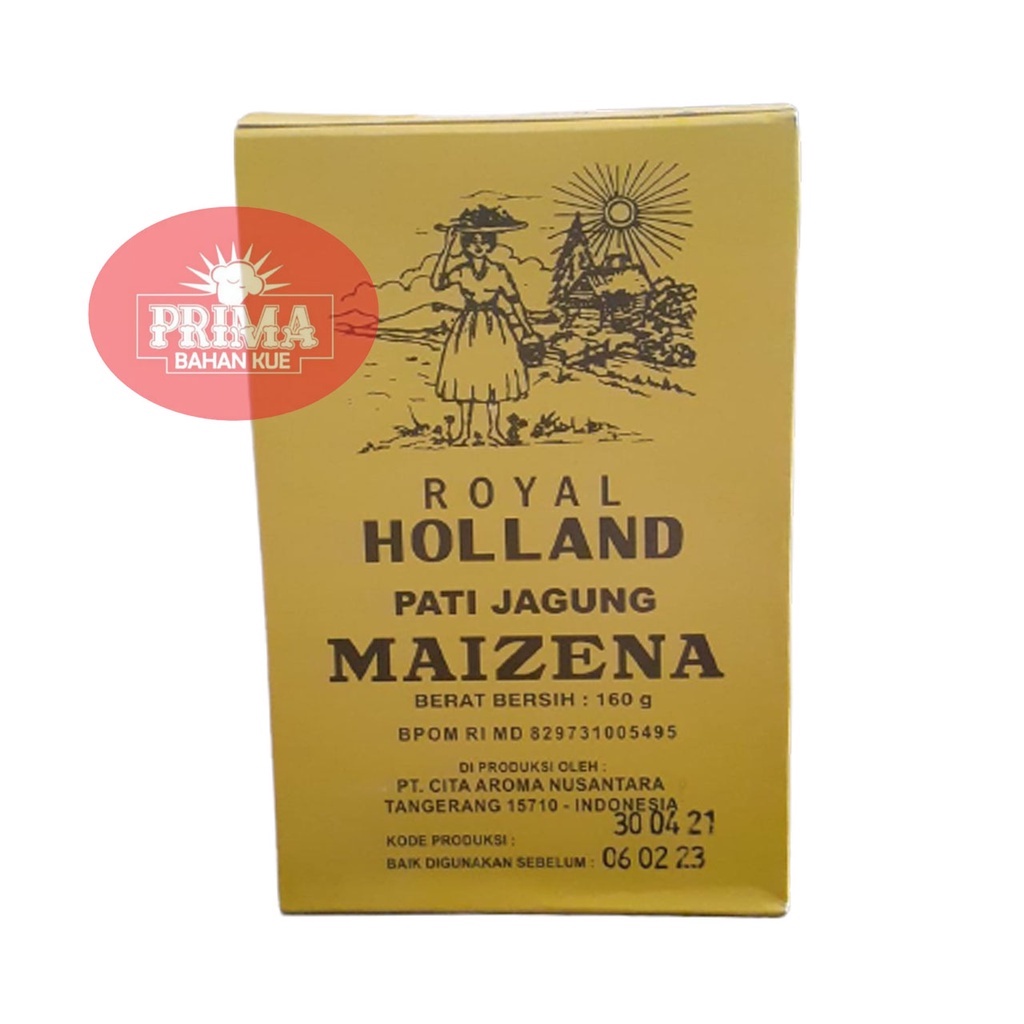 PRIMA
BAHAN KUE
ROYAL
HOLLAND
PATI JAGUNG
MAIZENA
BERAT BERSIH : 160 g
BPOM RI MD 829731005495
DI PRODUKSI OLEH :
PT. CITA AROMA NUSANTARA
TANGERANG 15710 - INDONESIA
30 04 21
KODE PRODUKSI :
BAIK DIGUNAKAN SEBELUM : 06 02 23